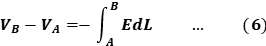 V_B − V_A = − ∫_A^B EdL ... (6)